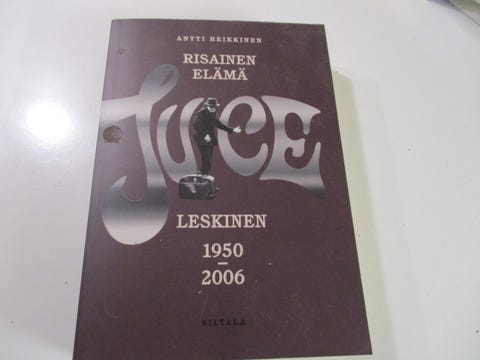 ANTTI HEIKKINEN
RISAINEN
ELÄMÄ
JUICE
LESKINEN
1950
–
2006
SILTALA